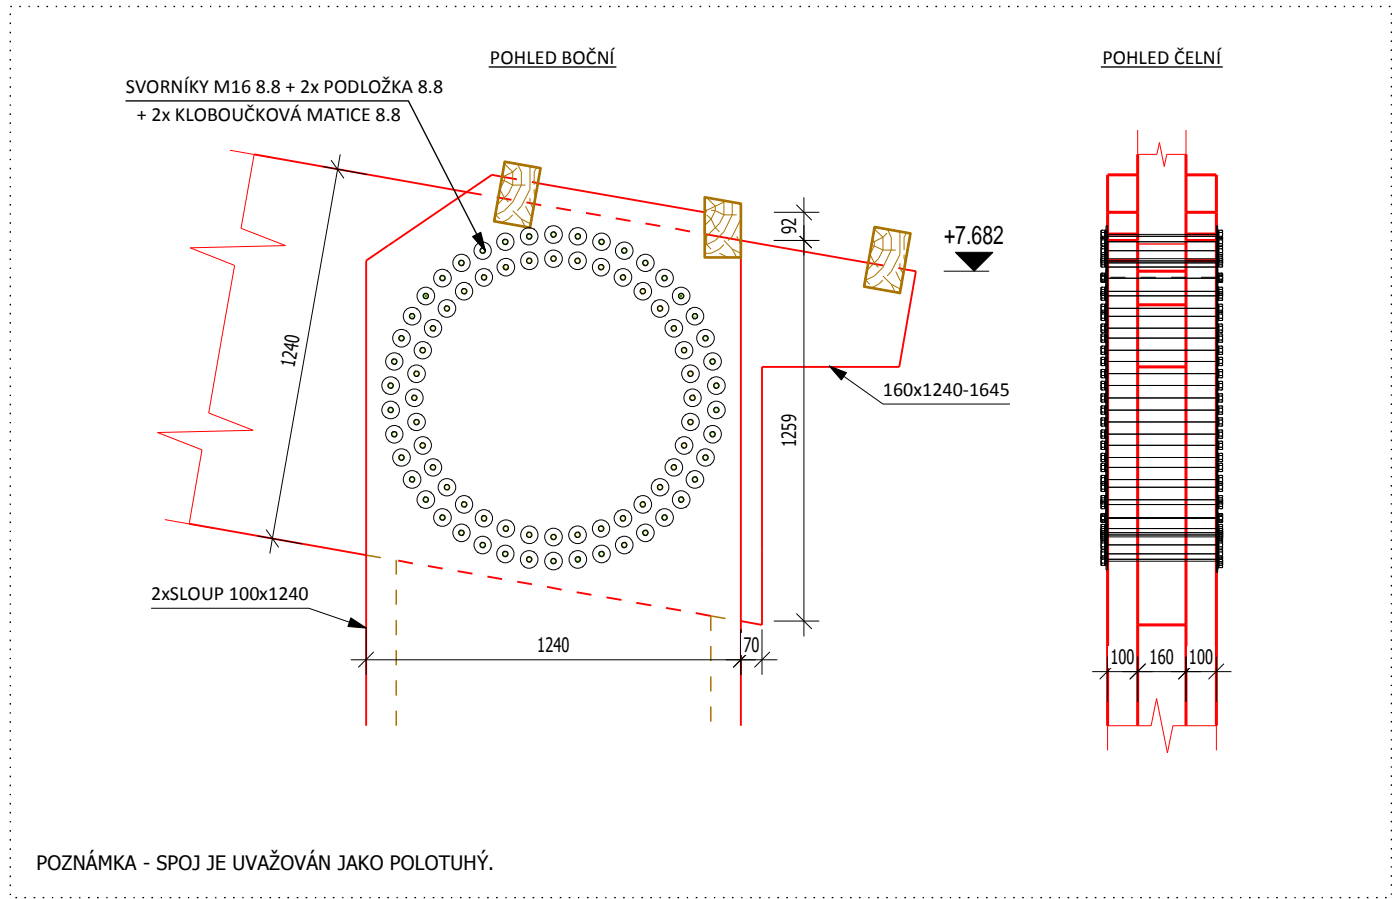 POHLED BOČNÍ
POHLED ČELNÍ
SVORNÍKY M16 8.8 + 2x PODLOŽKA 8.8
+ 2x KLOBOUČKOVÁ MATICE 8.8
92
+7.682
1240
160x1240-1645
1259
2xSLOUP 100x1240
1240
70
100
160
100
POZNÁMKA - SPOJ JE UVAŽOVÁN JAKO POLOTUHÝ.